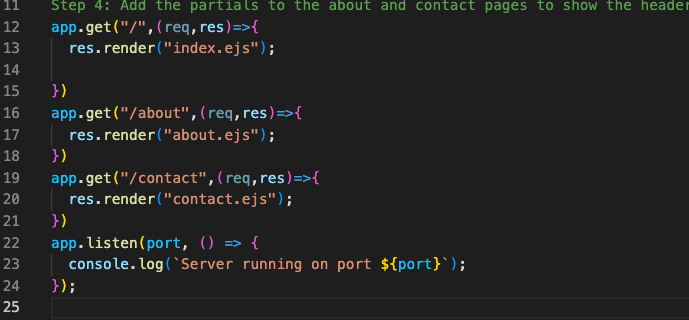 11 Step 4: Add the partials to the about and contact pages to show the header
12 app.get("/",(req,res)=>{
13 res.render("index.ejs");
14
15 })
16 app.get("/about",(req,res)=>{
17 res.render("about.ejs");
18 })
19 app.get("/contact",(req,res)=>{
20 res.render("contact.ejs");
21 })
22 app.listen(port, () => {
23 console.log(`Server running on port ${port}`);
24 });
25